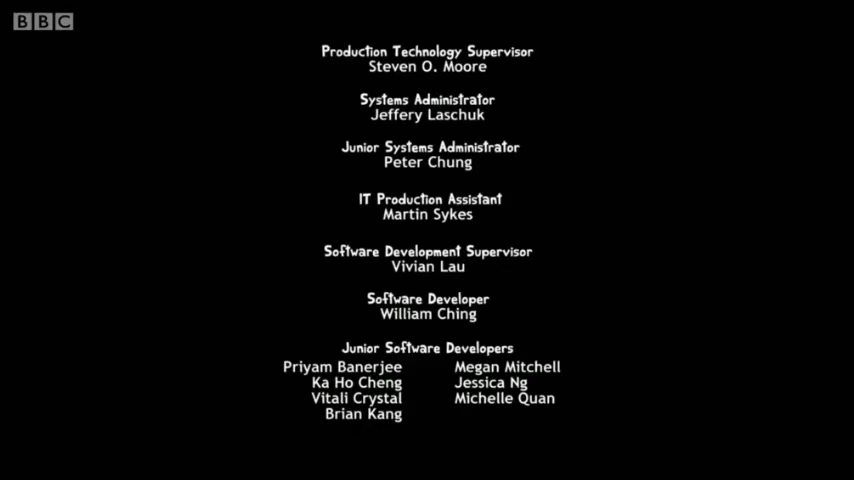 BBC
Production Technology Supervisor
Steven O. Moore
Systems Administrator
Jeffery Laschuk
Junior Systems Administrator
Peter Chung
IT Production Assistant
Martin Sykes
Software Development Supervisor
Vivian Lau
Software Developer
William Ching
Junior Software Developers
Priyam Banerjee Megan Mitchell
Ka Ho Cheng Jessica Ng
Vitali Crystal Michelle Quan
Brian Kang